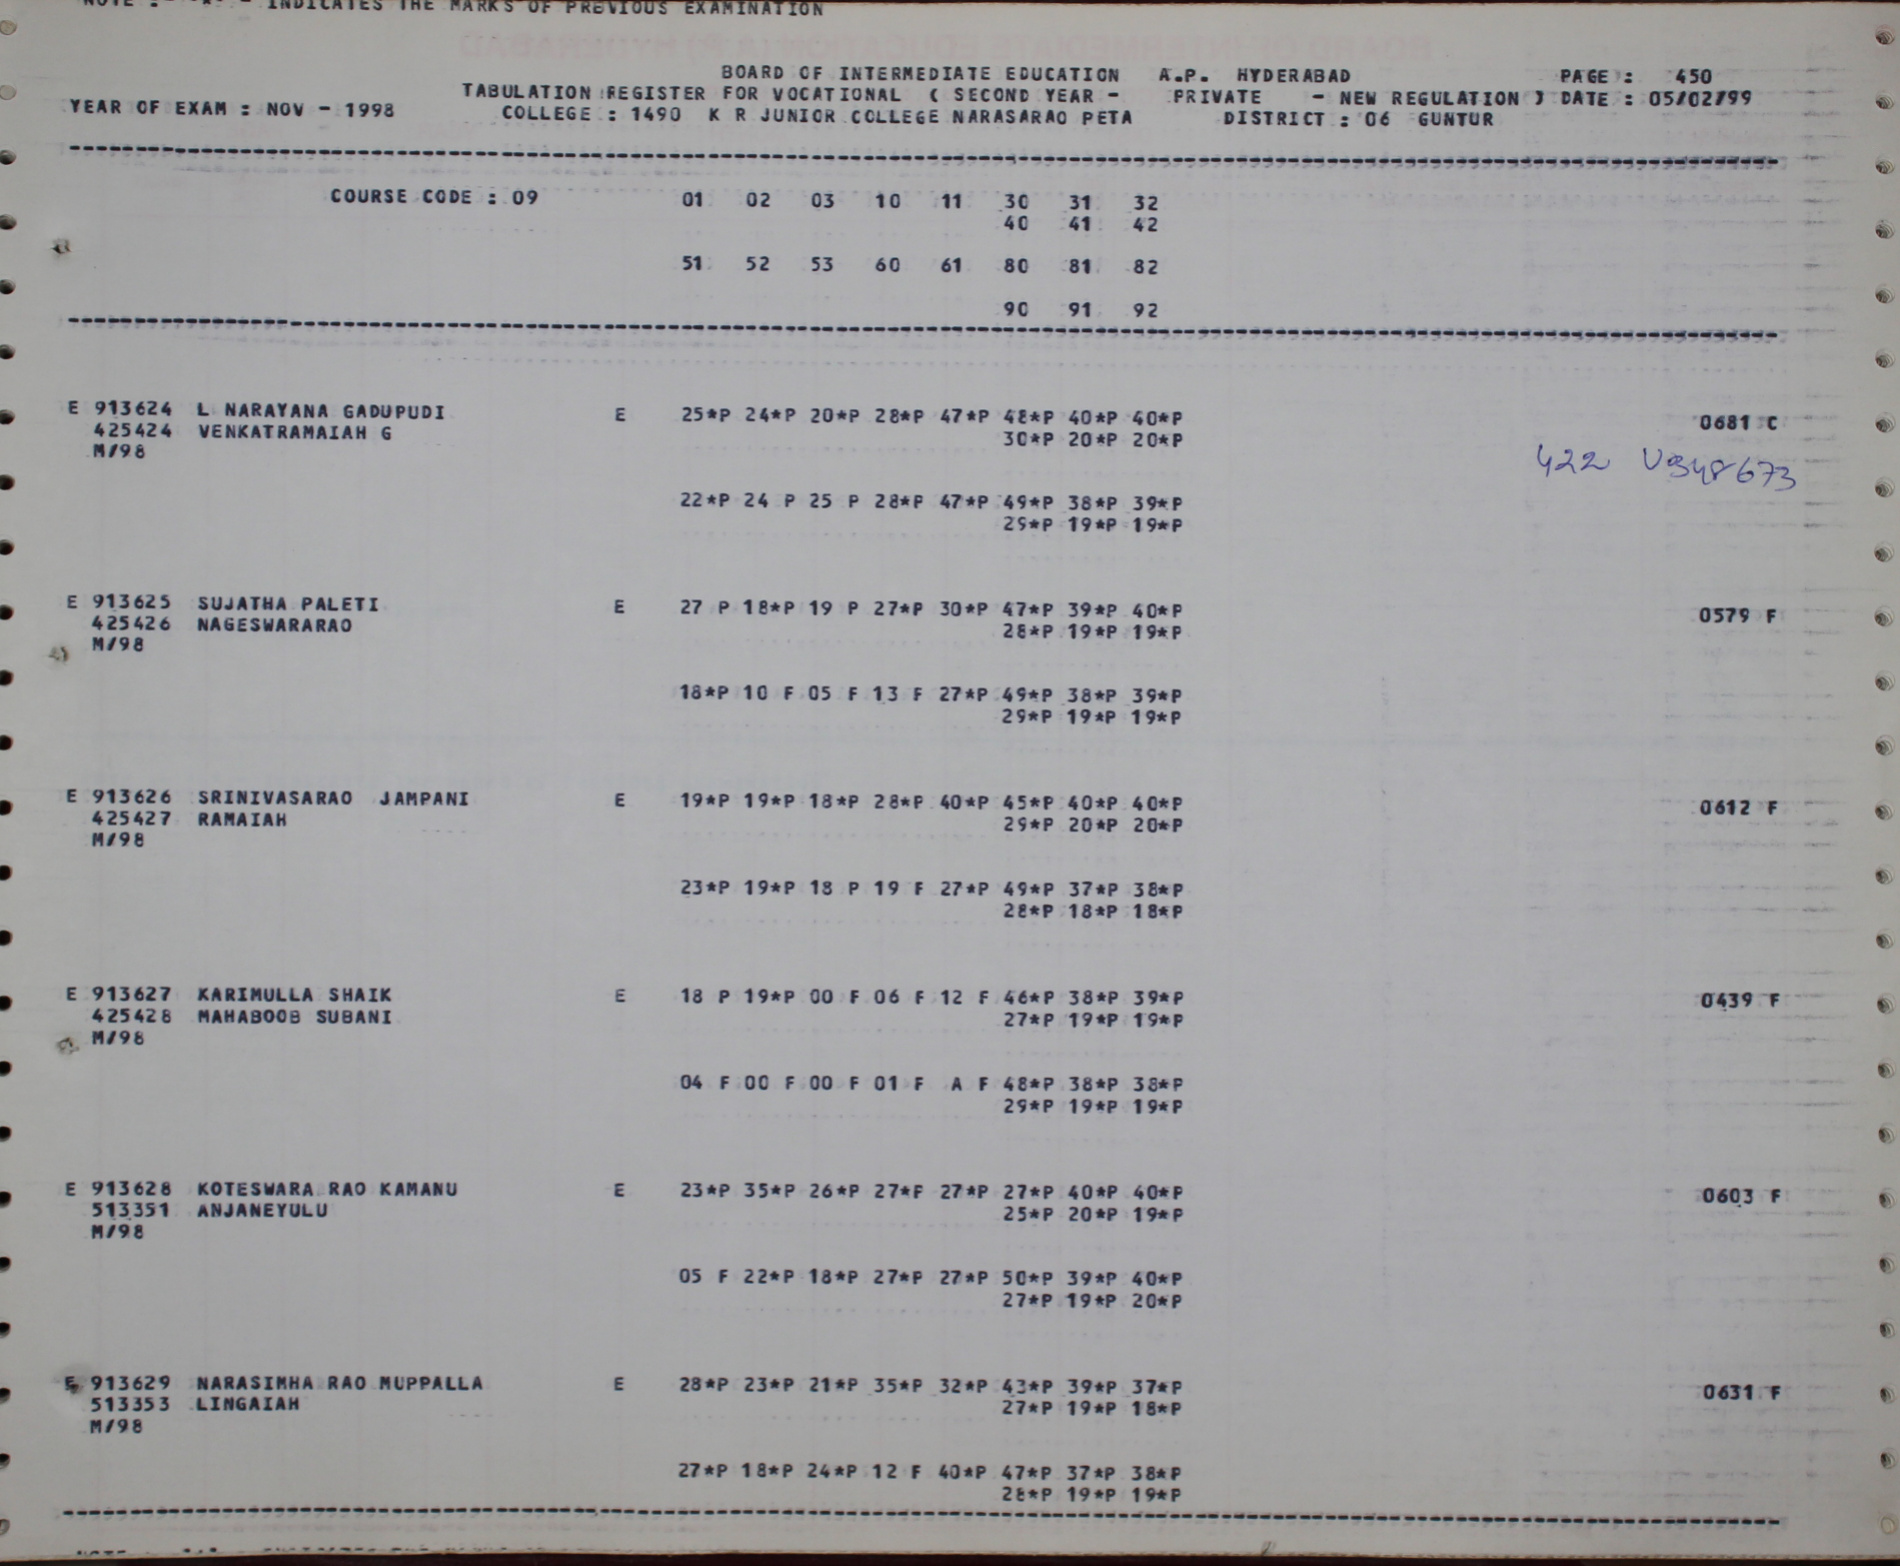 INDICATES THE MARKS OF PREVIOUS EXAMINATION
BOARD OF INTERMEDIATE EDUCATION A.P. HYDERABAD PAGE : 450
TABULATION REGISTER FOR VOCATIONAL ( SECOND YEAR - PRIVATE - NEW REGULATION ) DATE : 05/02/99
YEAR OF EXAM : NOV - 1998 COLLEGE : 1490 K R JUNIOR COLLEGE NARASARAO PETA DISTRICT : 06 GUNTUR
COURSE CODE : 09 01 02 03 10 11 30 31 32
40 41 42
51 52 53 60 61 80 81 82
90 91 92
E 913624 L NARAYANA GADUPUDI E 25*P 24*P 20*P 28*P 47*P 48*P 40*P 40*P 0681 C
425424 VENKATRAMAIAH G 30*P 20*P 20*P
M/98 422 V348673
22*P 24 P 25 P 28*P 47*P 49*P 38*P 39*P
29*P 19*P 19*P
E 913625 SUJATHA PALETI E 27 P 18*P 19 P 27*P 30*P 47*P 39*P 40*P 0579 F
425426 NAGESWARARAO 28*P 19*P 19*P
M/98
18*P 10 F 05 F 13 F 27*P 49*P 38*P 39*P
29*P 19*P 19*P
E 913626 SRINIVASARAO JAMPANI E 19*P 19*P 18*P 28*P 40*P 45*P 40*P 40*P 0612 F
425427 RAMAIAH 29*P 20*P 20*P
M/98
23*P 19*P 18 P 19 F 27*P 49*P 37*P 38*P
28*P 18*P 18*P
E 913627 KARIMULLA SHAIK E 18 P 19*P 00 F 06 F 12 F 46*P 38*P 39*P 0439 F
425428 MAHABOOB SUBANI 27*P 19*P 19*P
M/98
04 F 00 F 00 F 01 F A F 48*P 38*P 38*P
29*P 19*P 19*P
E 913628 KOTESWARA RAO KAMANU E 23*P 35*P 26*P 27*P 27*P 27*P 40*P 40*P 0603 F
513351 ANJANEYULU 25*P 20*P 19*P
M/98
05 F 22*P 18*P 27*P 27*P 50*P 39*P 40*P
27*P 19*P 20*P
E 913629 NARASIMHA RAO MUPPALLA E 28*P 23*P 21*P 35*P 32*P 43*P 39*P 37*P 0631 F
513353 LINGAIAH 27*P 19*P 18*P
M/98
27*P 18*P 24*P 12 F 40*P 47*P 37*P 38*P
28*P 19*P 19*P